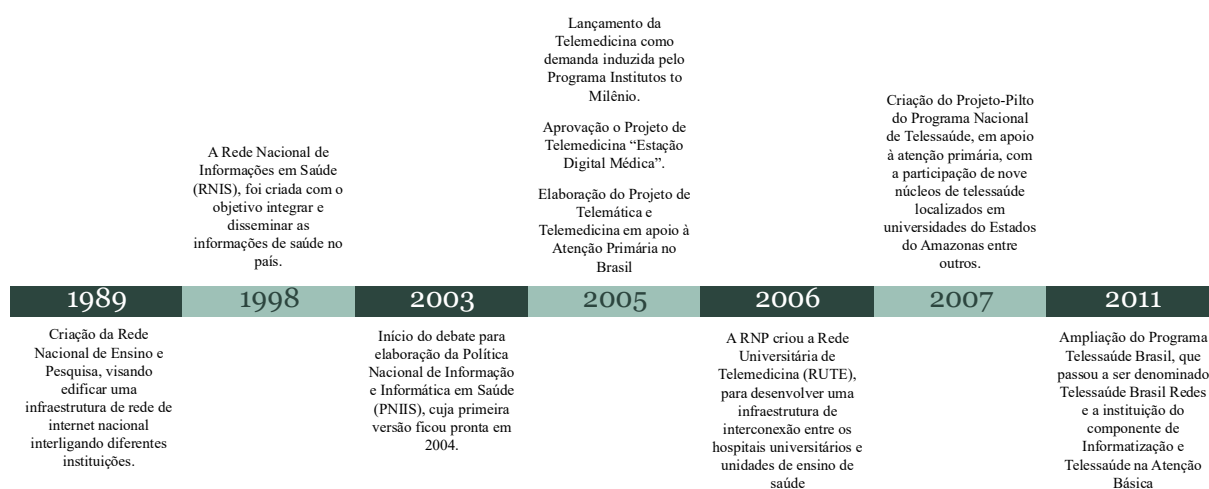 Lançamento da
Telemedicina como
demanda induzida pelo
Programa Institutos to
Milênio.
Aprovação o Projeto de
Telemedicina “Estação
Digital Médica”.
Elaboração do Projeto de
Telemática e
Telemedicina em apoio à
Atenção Primária no
Brasil
Criação do Projeto-Pilto
do Programa Nacional
de Telessaúde, em apoio
à atenção primária, com
a participação de nove
núcleos de telessaúde
localizados em
universidades do Estados
do Amazonas entre
outros.
A Rede Nacional de
Informações em Saúde
(RNIS), foi criada com o
objetivo integrar e
disseminar as
informações de saúde no
país.
1989 1998 2003 2005 2006 2007 2011
Criação da Rede
Nacional de Ensino e
Pesquisa, visando
edificar uma
infraestrutura de rede de
internet nacional
interligando diferentes
instituições.
Início do debate para
elaboração da Política
Nacional de Informação
e Informática em Saúde
(PNIIS), cuja primeira
versão ficou pronta em
2004.
A RNP criou a Rede
Universitária de
Telemedicina (RUTE),
para desenvolver uma
infraestrutura de
interconexão entre os
hospitais universitários e
unidades de ensino de
saúde
Ampliação do Programa
Telessaúde Brasil, que
passou a ser denominado
Telessaúde Brasil Redes
e a instituição do
componente de
Informatização e
Telessaúde na Atenção
Básica